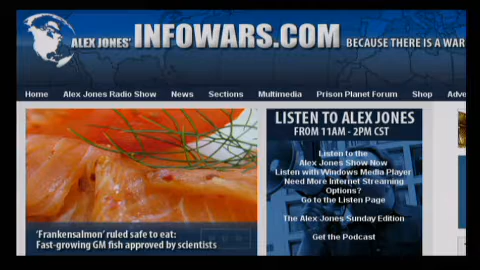 ALEX JONES' INFOWARS.COM BECAUSE THERE IS A WAR
Home Alex Jones Radio Show News Sections Multimedia Prison Planet Forum Shop Adve
LISTEN TO ALEX JONES
FROM 11AM - 2PM CST
Listen to the
Alex Jones Show Now
Listen with Windows Media Player
Need More Internet Streaming
Options?
Go to the Listen Page
The Alex Jones Sunday Edition
Get the Podcast
'Frankensalmon' ruled safe to eat:
Fast-growing GM fish approved by scientists